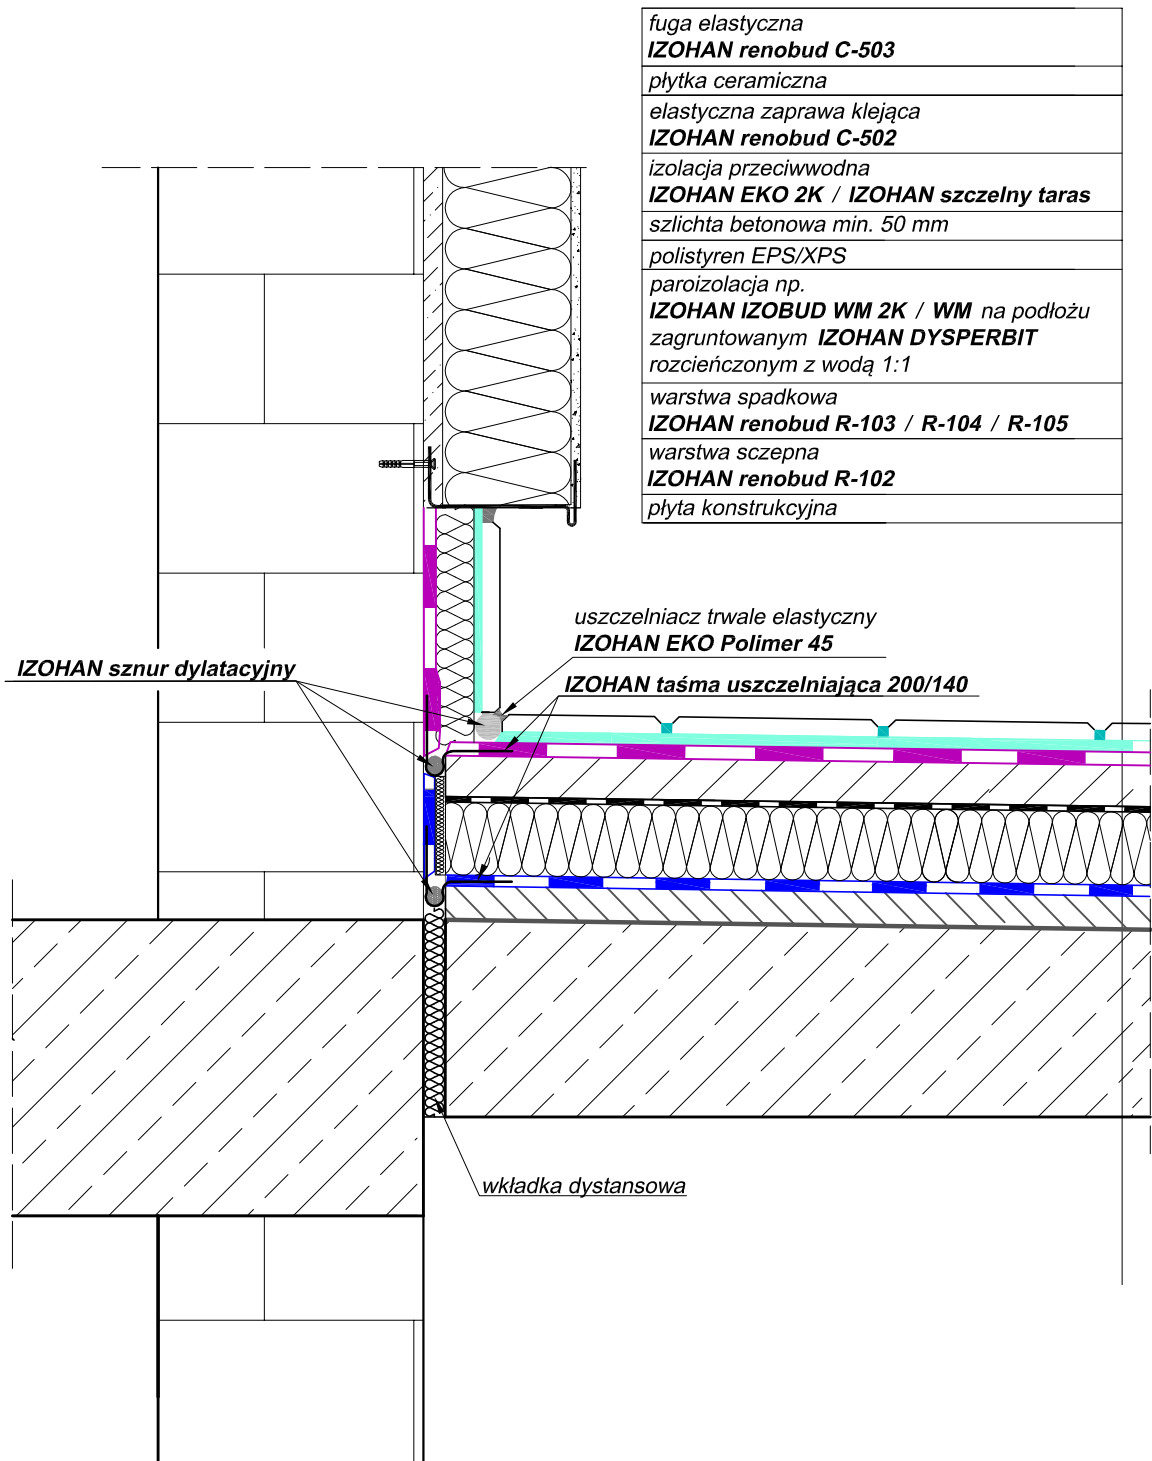 fuga elastyczna
IZOHAN renobud C-503
płytka ceramiczna
elastyczna zaprawa klejąca
IZOHAN renobud C-502
izolacja przeciwwodna
IZOHAN EKO 2K / IZOHAN szczelny taras
szlichta betonowa min. 50 mm
polistyren EPS/XPS
paroizolacja np.
IZOHAN IZOBUD WM 2K / WM na podłożu
zagruntowanym IZOHAN DYSPERBIT
rozcieńczonym z wodą 1:1
warstwa spadkowa
IZOHAN renobud R-103 / R-104 / R-105
warstwa sczepna
IZOHAN renobud R-102
płyta konstrukcyjna
uszczelniacz trwale elastyczny
IZOHAN EKO Polimer 45
IZOHAN sznur dylatacyjny
IZOHAN taśma uszczelniająca 200/140
wkładka dystansowa